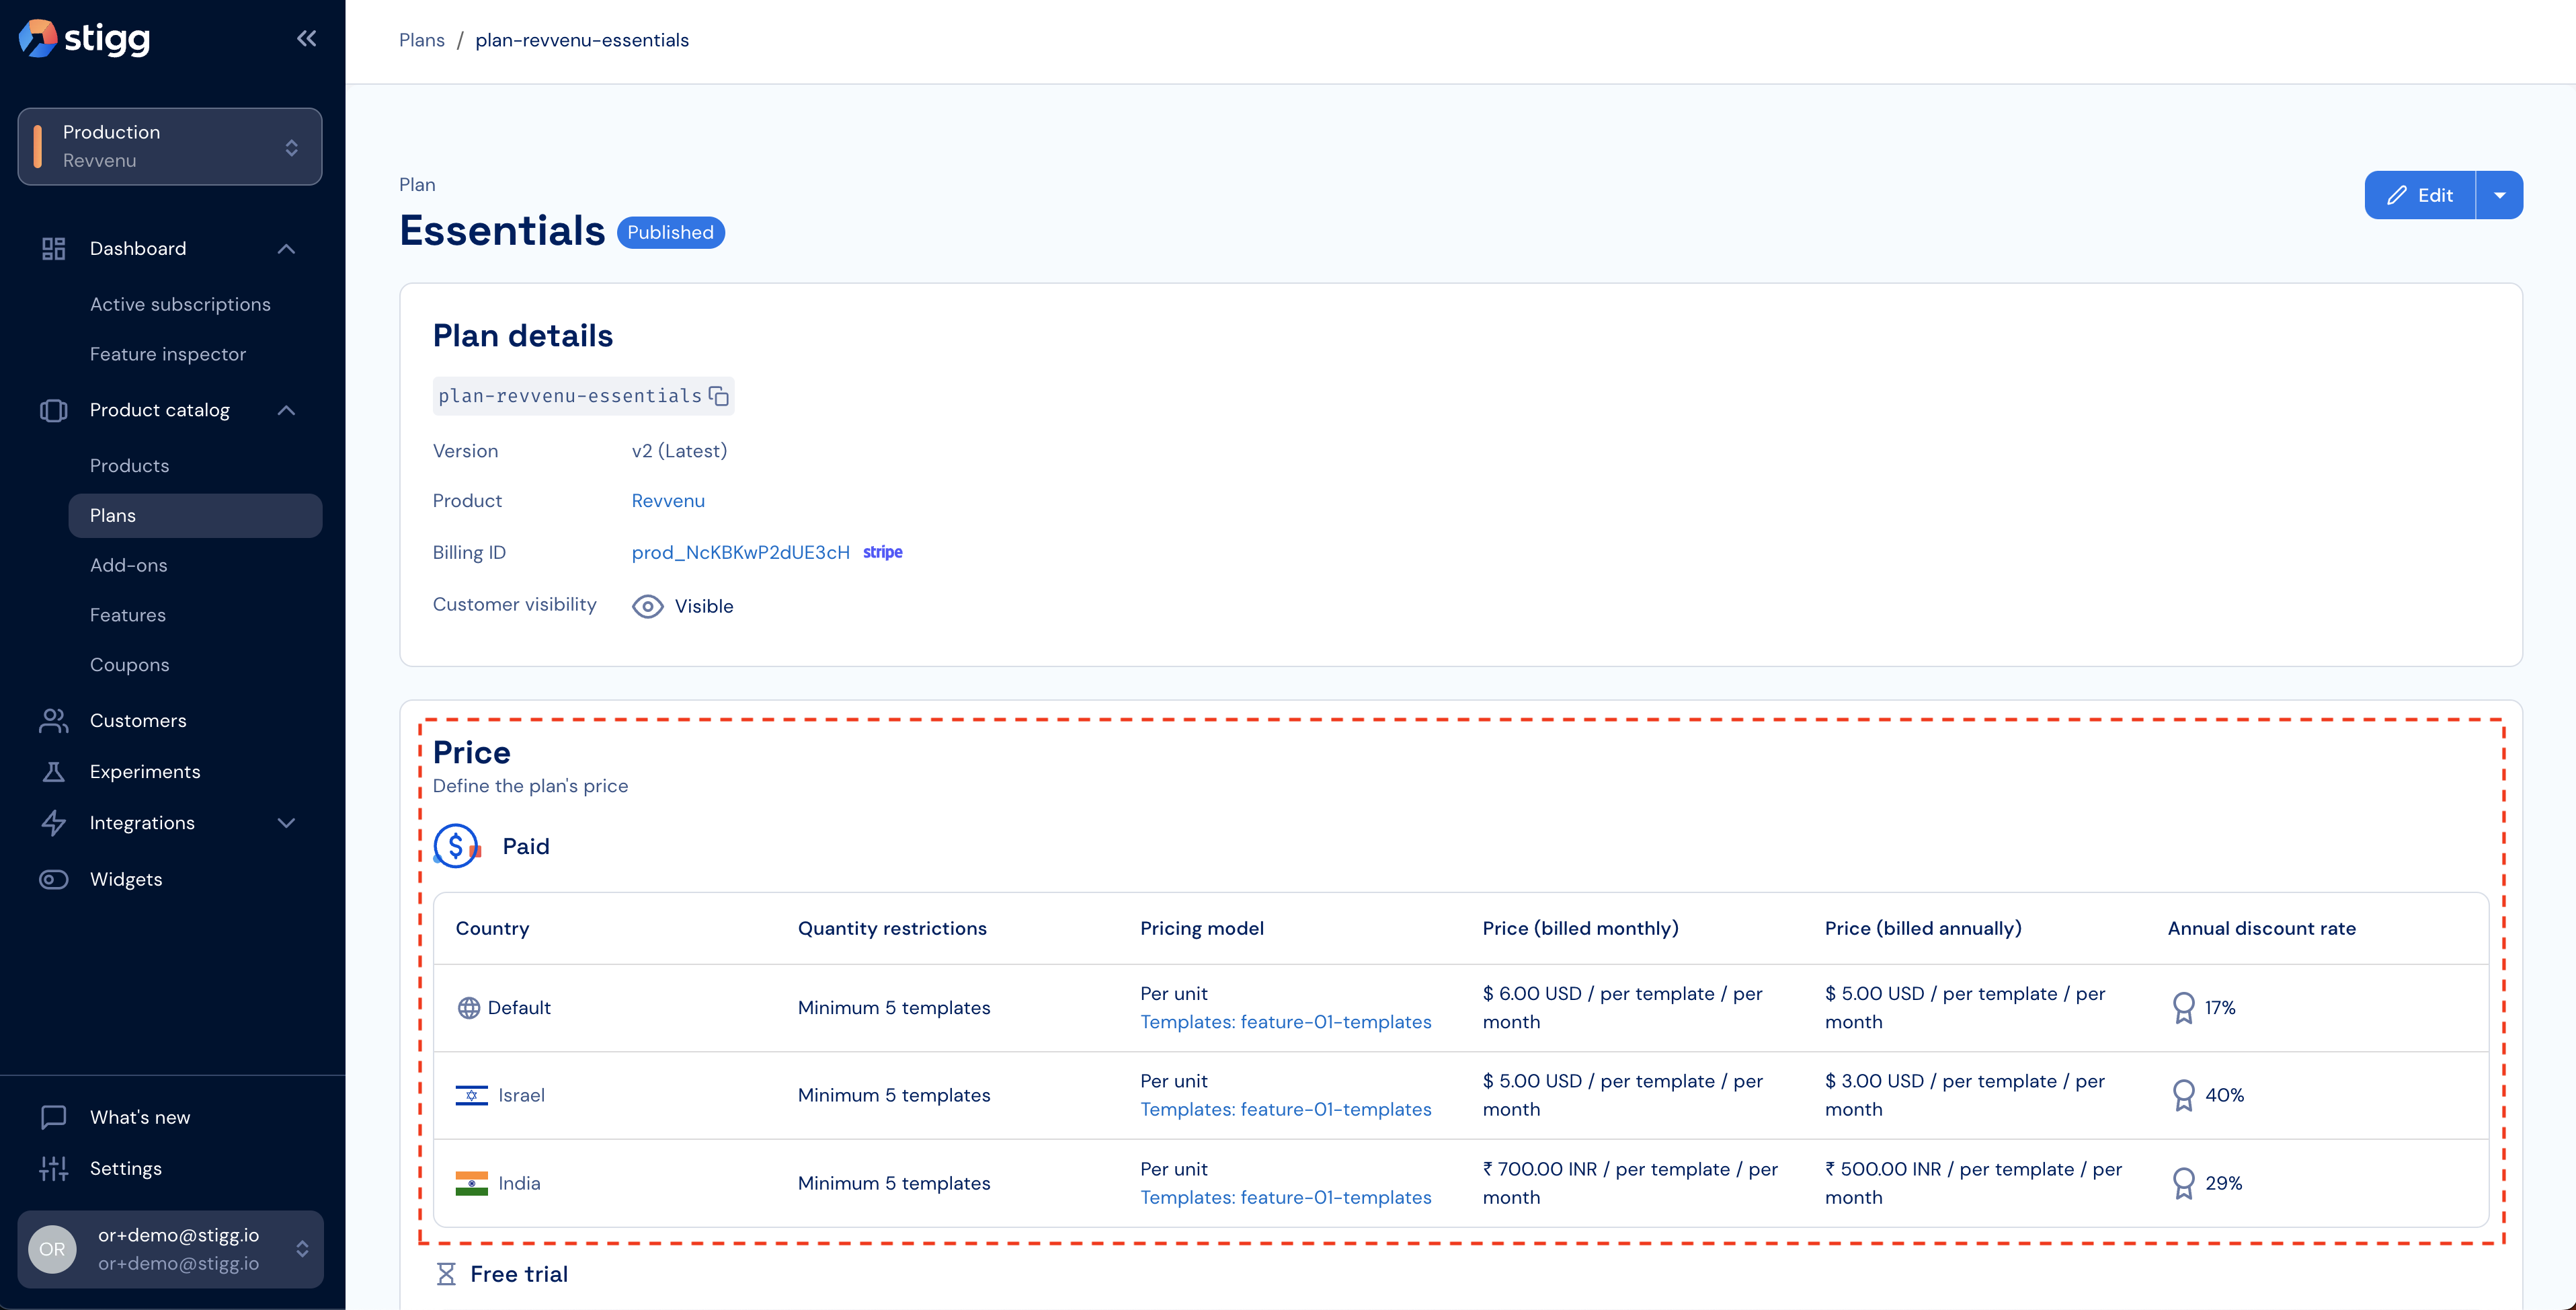 stigg
Production
Revvenu
Dashboard
Active subscriptions
Feature inspector
Product catalog
Products
Plans
Add-ons
Features
Coupons
Customers
Experiments
Integrations
Widgets
What's new
Settings
OR
or+demo@stigg.io
or+demo@stigg.io
Plans / plan-revvenu-essentials
Plan
Essentials Published
Edit
Plan details
plan-revvenu-essentials
Version v2 (Latest)
Product Revvenu
Billing ID prod_NcKBKwP2dUE3cH stripe
Customer visibility Visible
Price
Define the plan's price
$ Paid
Country Quantity restrictions Pricing model Price (billed monthly) Price (billed annually) Annual discount rate
Default Minimum 5 templates Per unit $ 6.00 USD / per template / per $ 5.00 USD / per template / per 17%
Templates: feature-01-templates month month
Israel Minimum 5 templates Per unit $ 5.00 USD / per template / per $ 3.00 USD / per template / per 40%
Templates: feature-01-templates month month
India Minimum 5 templates Per unit ₹ 700.00 INR / per template / per ₹ 500.00 INR / per template / per 29%
Templates: feature-01-templates month month
Free trial